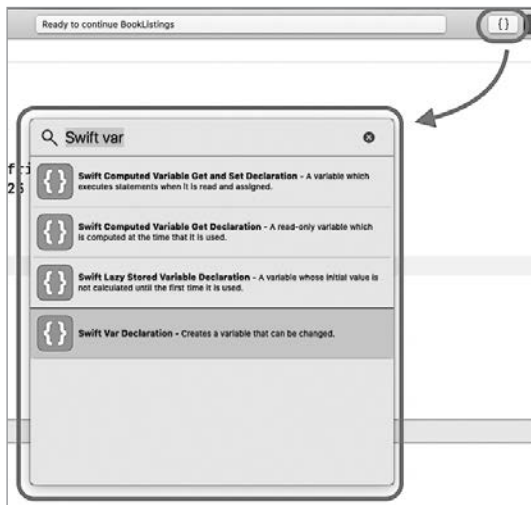 Ready to continue BookListings
{}
Swift var
fri
25
{} Swift Computed Variable Get and Set Declaration - A variable which
executes statements when it is read and assigned.
{} Swift Computed Variable Get Declaration - A read-only variable which
is computed at the time that it is used.
{} Swift Lazy Stored Variable Declaration - A variable whose initial value is
not calculated until the first time it is used.
{} Swift Var Declaration - Creates a variable that can be changed.